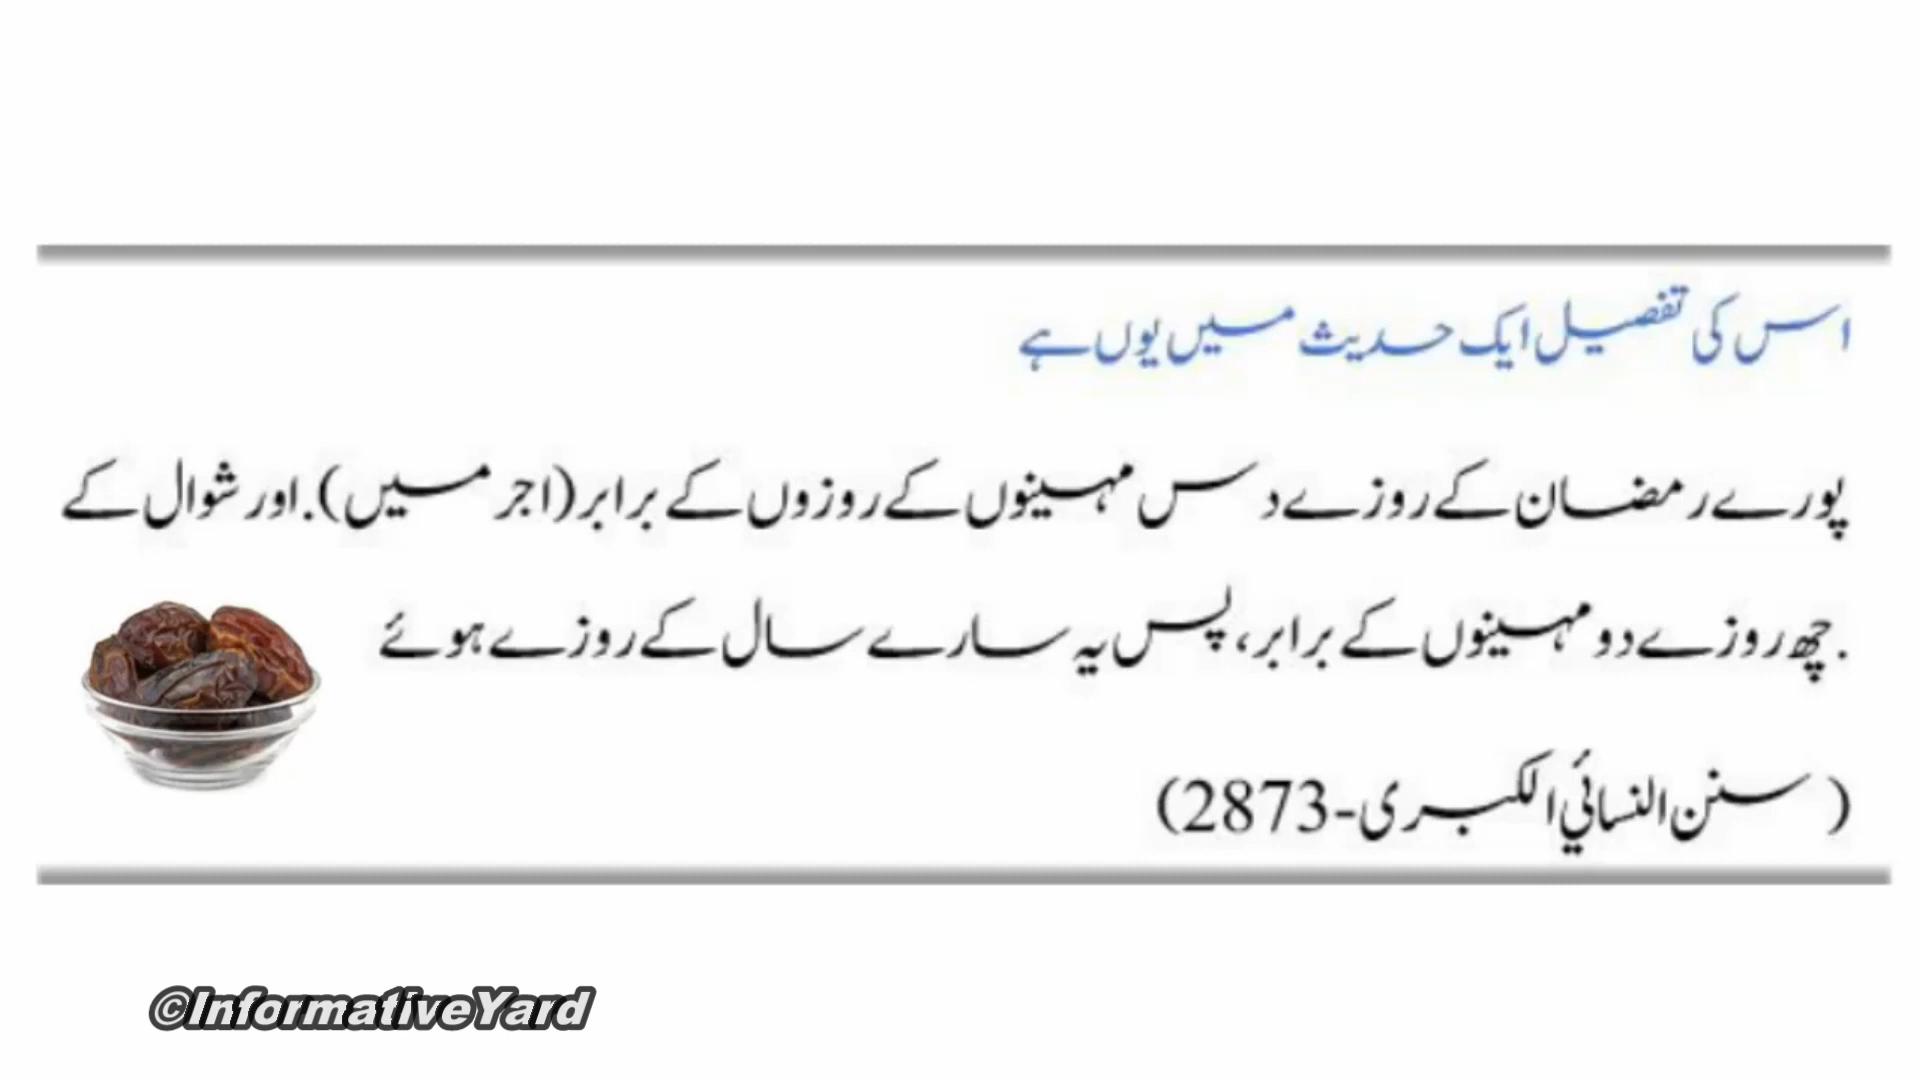 اس کی تفصیل ایک حدیث میں یوں ہے
پورے رمضان کے روزے دس مہینوں کے روزوں کے برابر (اجر میں). اور شوال کے
چھ روزے دو مہینوں کے برابر، پس یہ سارے سال کے روزے ہوئے.
(سنن النسائي الکبری-2873)
©InformativeYard